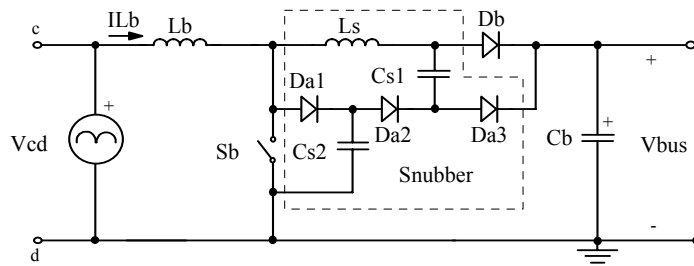 c
ILb
Lb
Ls
Db
+
Da1
Cs1
+
Vcd
Sb
Cs2
Da2
Da3
Cb
+
Vbus
Snubber
d
-